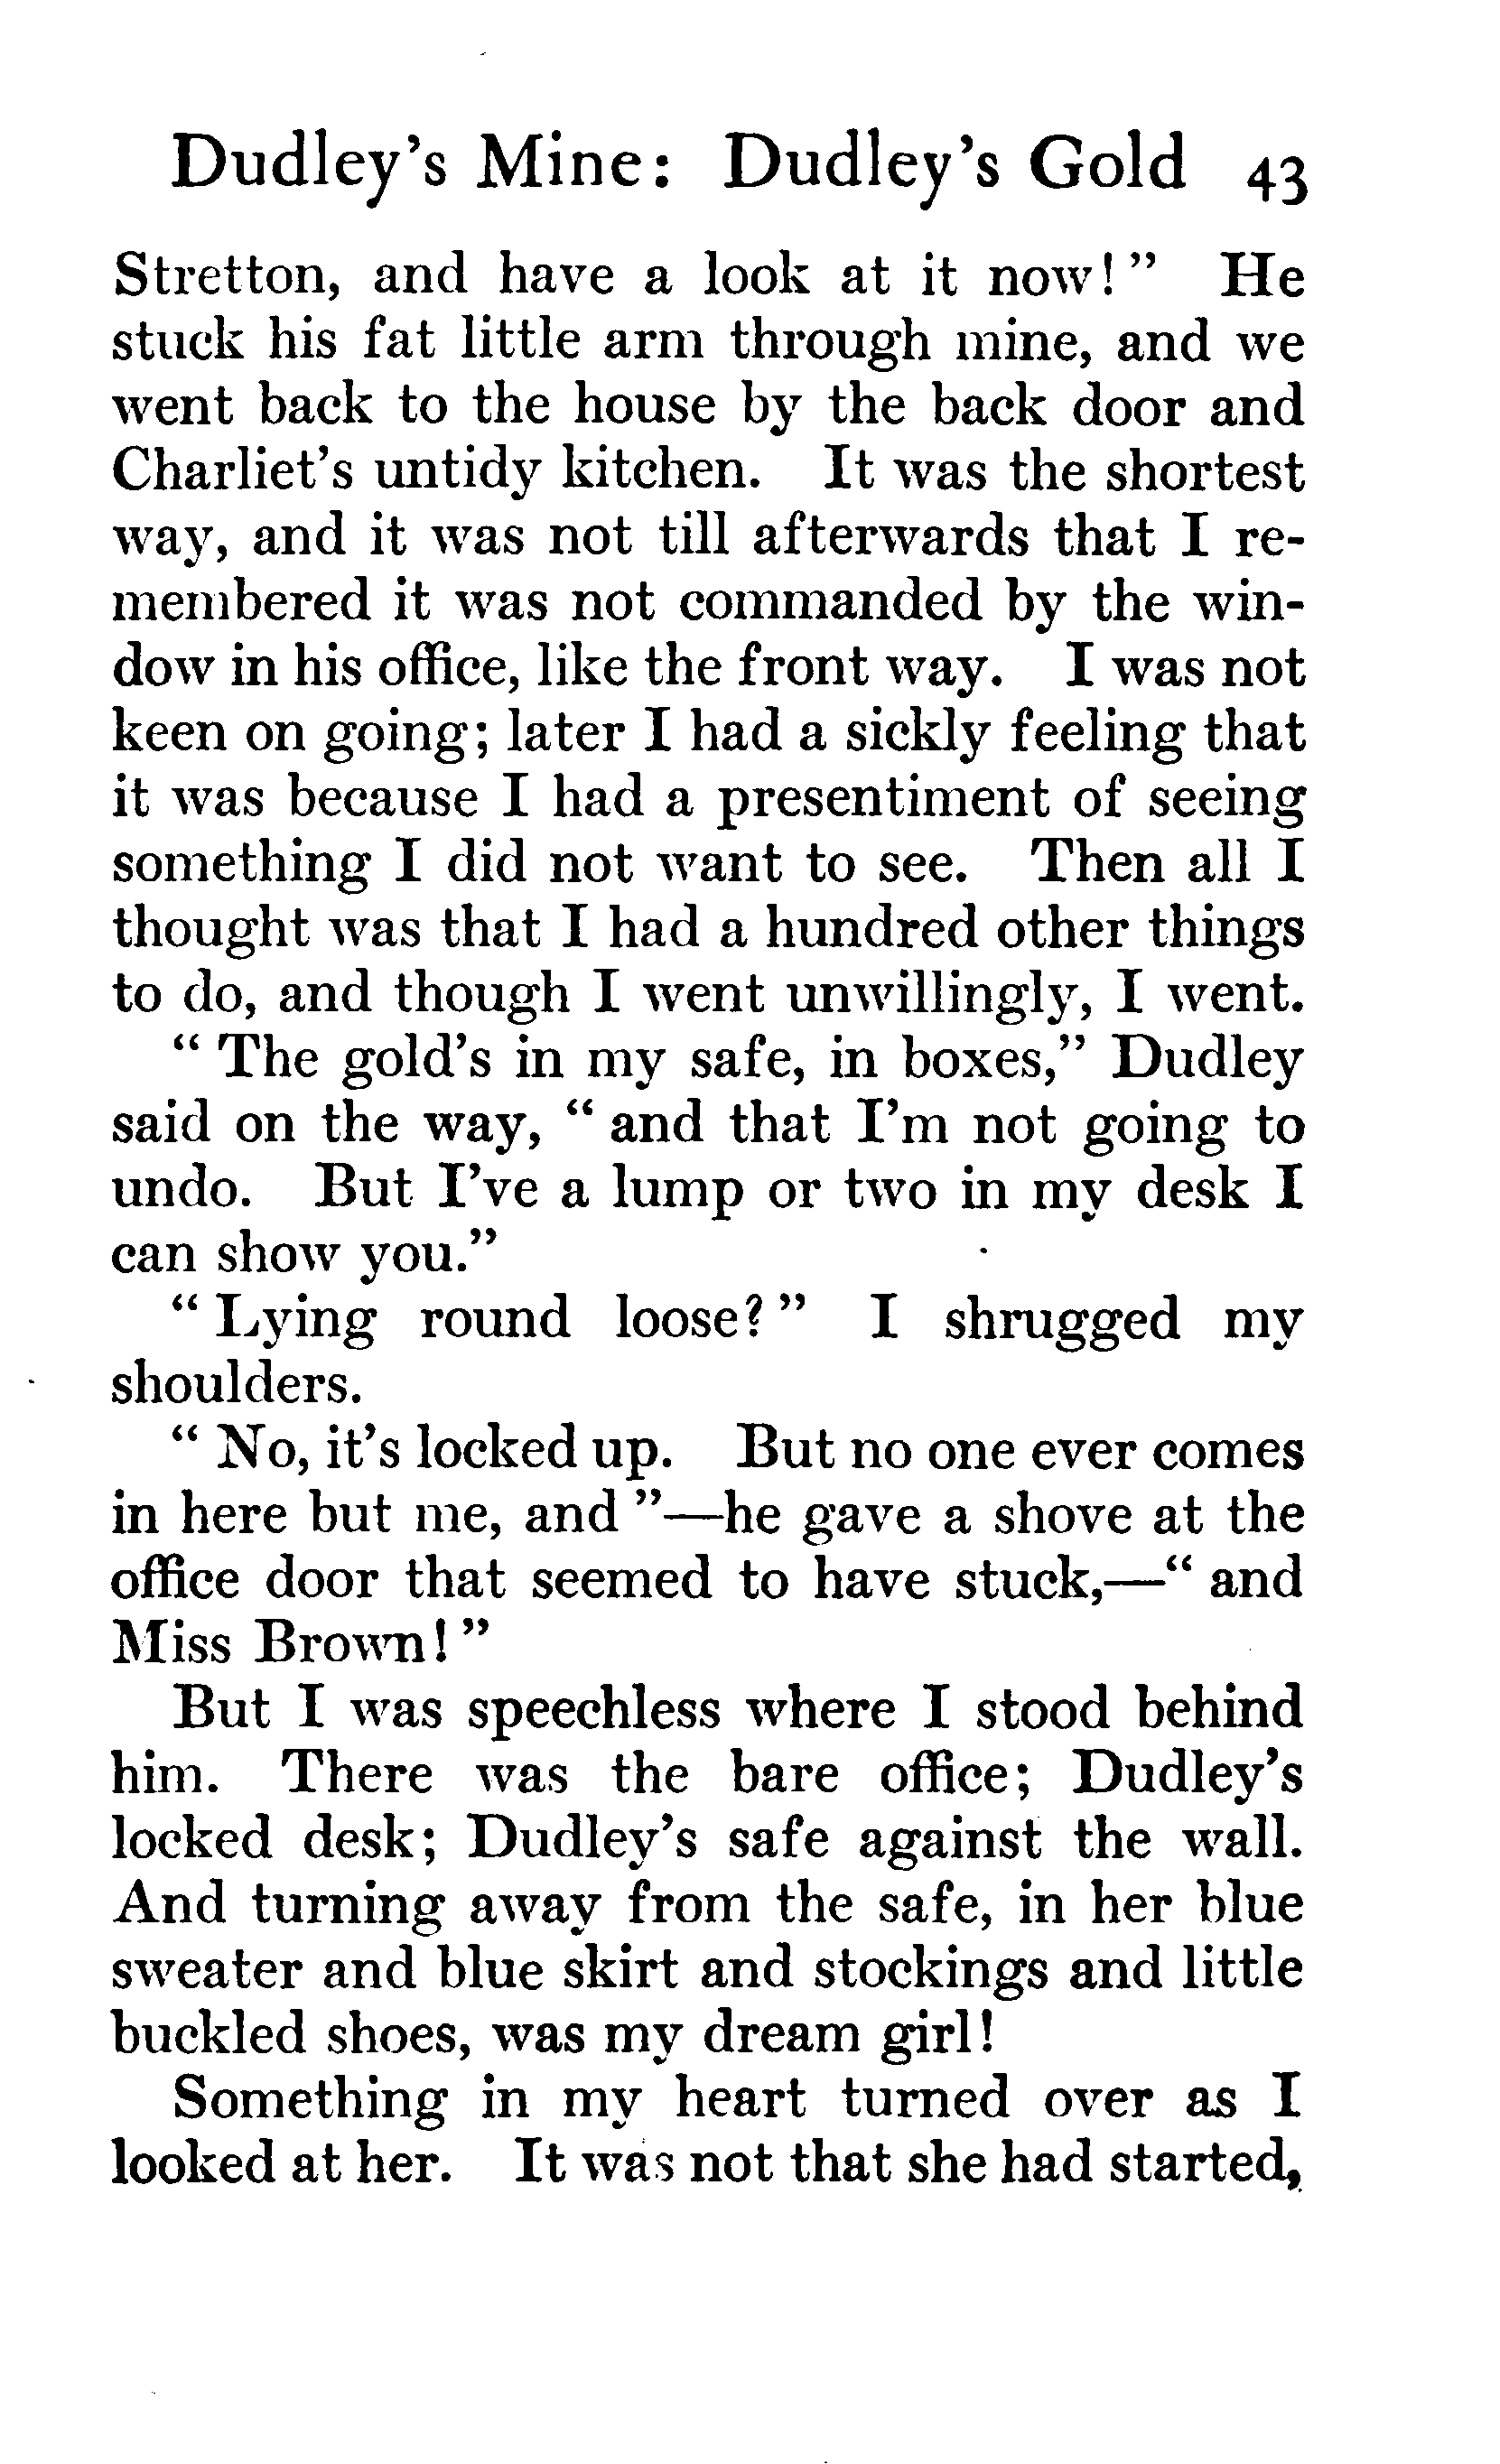 Dudley's Mine: Dudley's Gold 43
Stretton, and have a look at it now!" He
stuck his fat little arm through mine, and we
went back to the house by the back door and
Charliet's untidy kitchen. It was the shortest
way, and it was not till afterwards that I re-
membered it was not commanded by the win-
dow in his office, like the front way. I was not
keen on going; later I had a sickly feeling that
it was because I had a presentiment of seeing
something I did not want to see. Then all I
thought was that I had a hundred other things
to do, and though I went unwillingly, I went.
"The gold's in my safe, in boxes," Dudley
said on the way, "and that I'm not going to
undo. But I've a lump or two in my desk I
can show you."
"Lying round loose?" I shrugged my
shoulders.
"No, it's locked up. But no one ever comes
in here but me, and "—he gave a shove at the
office door that seemed to have stuck,—" and
Miss Brown!"
But I was speechless where I stood behind
him. There was the bare office; Dudley's
locked desk; Dudley's safe against the wall.
And turning away from the safe, in her blue
sweater and blue skirt and stockings and little
buckled shoes, was my dream girl!
Something in my heart turned over as I
looked at her. It was not that she had started,